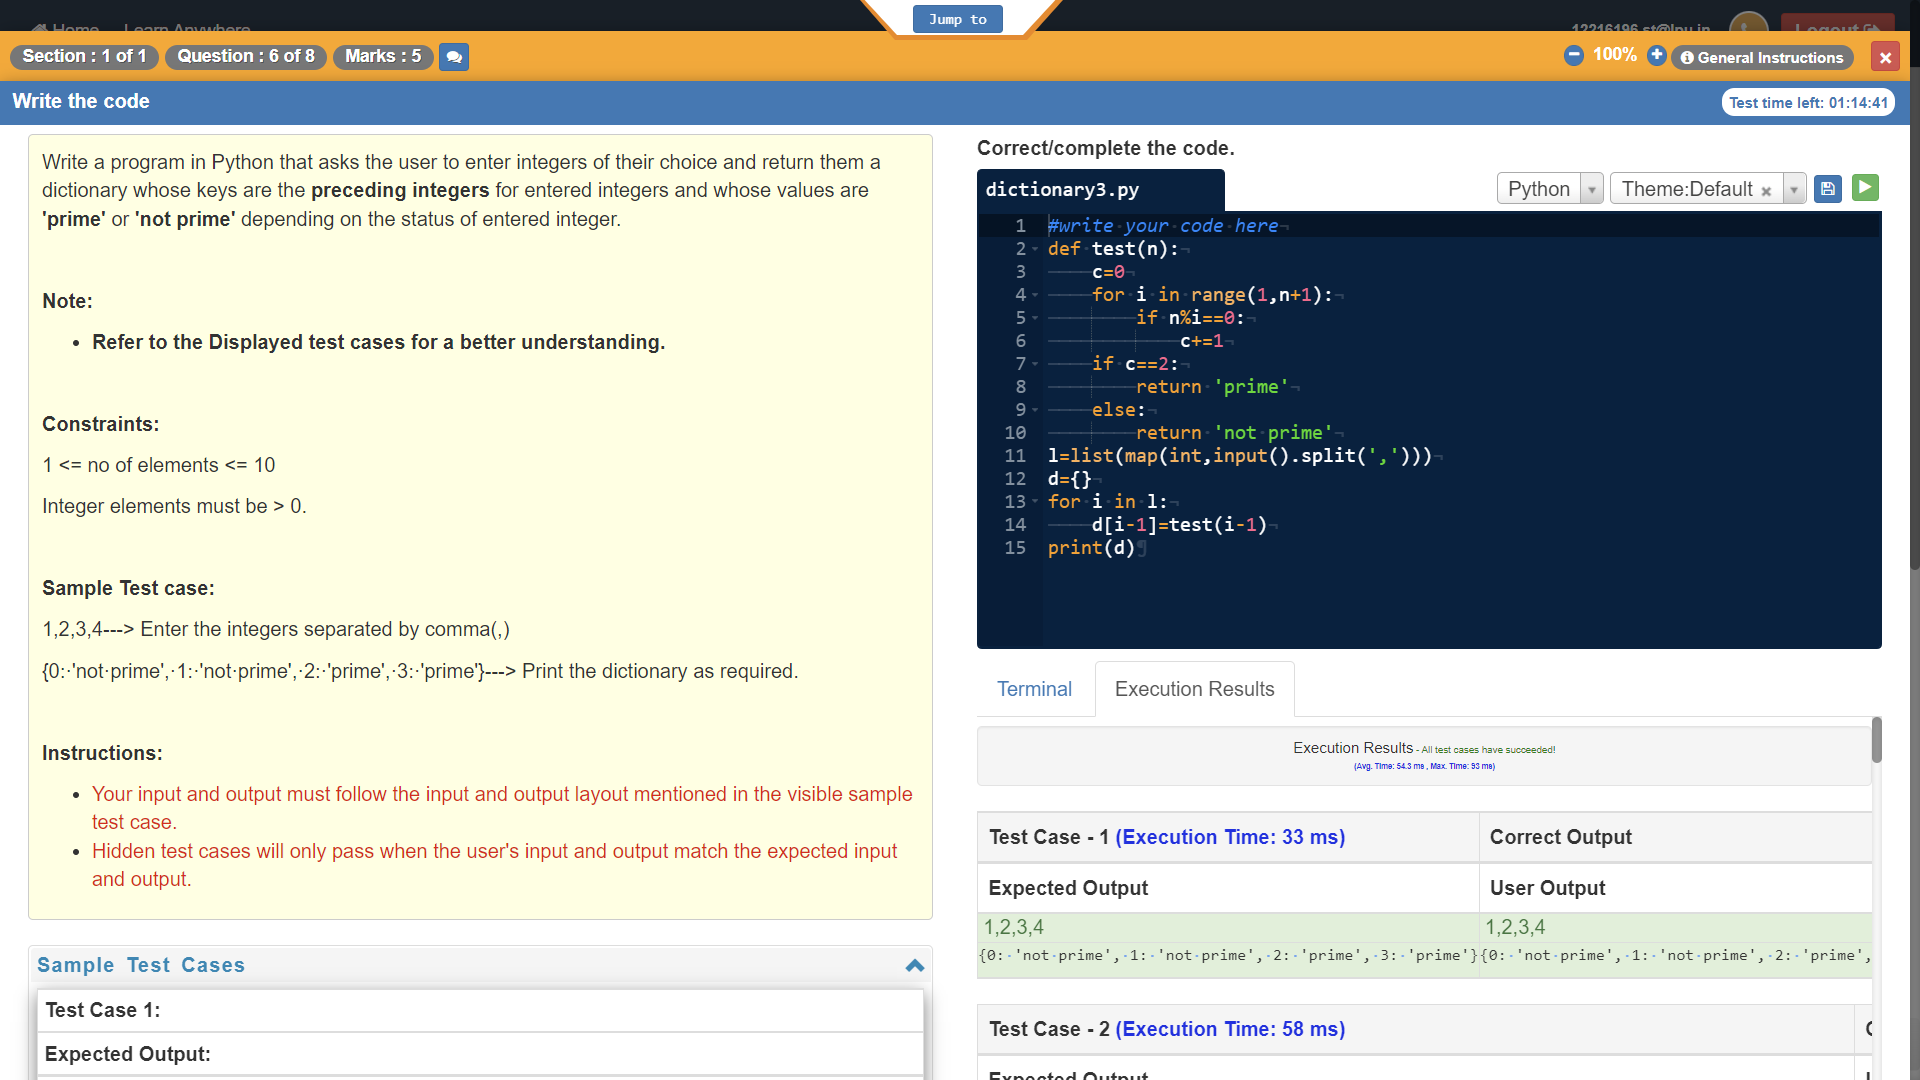 Home Learn Anywhere
Jump to
12216196.st@lpu.in
Logout
Section : 1 of 1
Question : 6 of 8
Marks : 5
100%
General Instructions
Write the code
Test time left: 01:14:41
Write a program in Python that asks the user to enter integers of their choice and return them a
dictionary whose keys are the preceding integers for entered integers and whose values are
'prime' or 'not prime' depending on the status of entered integer.
Note:
• Refer to the Displayed test cases for a better understanding.
Constraints:
1 <= no of elements <= 10
Integer elements must be > 0.
Sample Test case:
1,2,3,4---> Enter the integers separated by comma(,)
{0:·'not·prime',·1:·'not·prime',·2:·'prime',·3:·'prime'}---> Print the dictionary as required.
Instructions:
• Your input and output must follow the input and output layout mentioned in the visible sample
test case.
• Hidden test cases will only pass when the user's input and output match the expected input
and output.
Sample Test Cases
Test Case 1:
Expected Output:
Correct/complete the code.
dictionary3.py
Python
Theme:Default ×
1 #write your code here
2 def test(n):
3 c=0
4 for i in range(1,n+1):
5 if n%i==0:
6 c+=1
7 if c==2:
8 return 'prime'
9 else:
10 return 'not prime'
11 l=list(map(int,input().split(',')))
12 d={}
13 for i in l:
14 d[i-1]=test(i-1)
15 print(d)
Terminal
Execution Results
Execution Results - All test cases have succeeded!
(Avg. Time: 54.3 ms , Max. Time: 93 ms)
Test Case - 1 (Execution Time: 33 ms)
Correct Output
Expected Output
User Output
1,2,3,4
1,2,3,4
{0:·'not·prime',·1:·'not·prime',·2:·'prime',·3:·'prime'}
{0:·'not·prime',·1:·'not·prime',·2:·'prime',
Test Case - 2 (Execution Time: 58 ms)
Expected Output